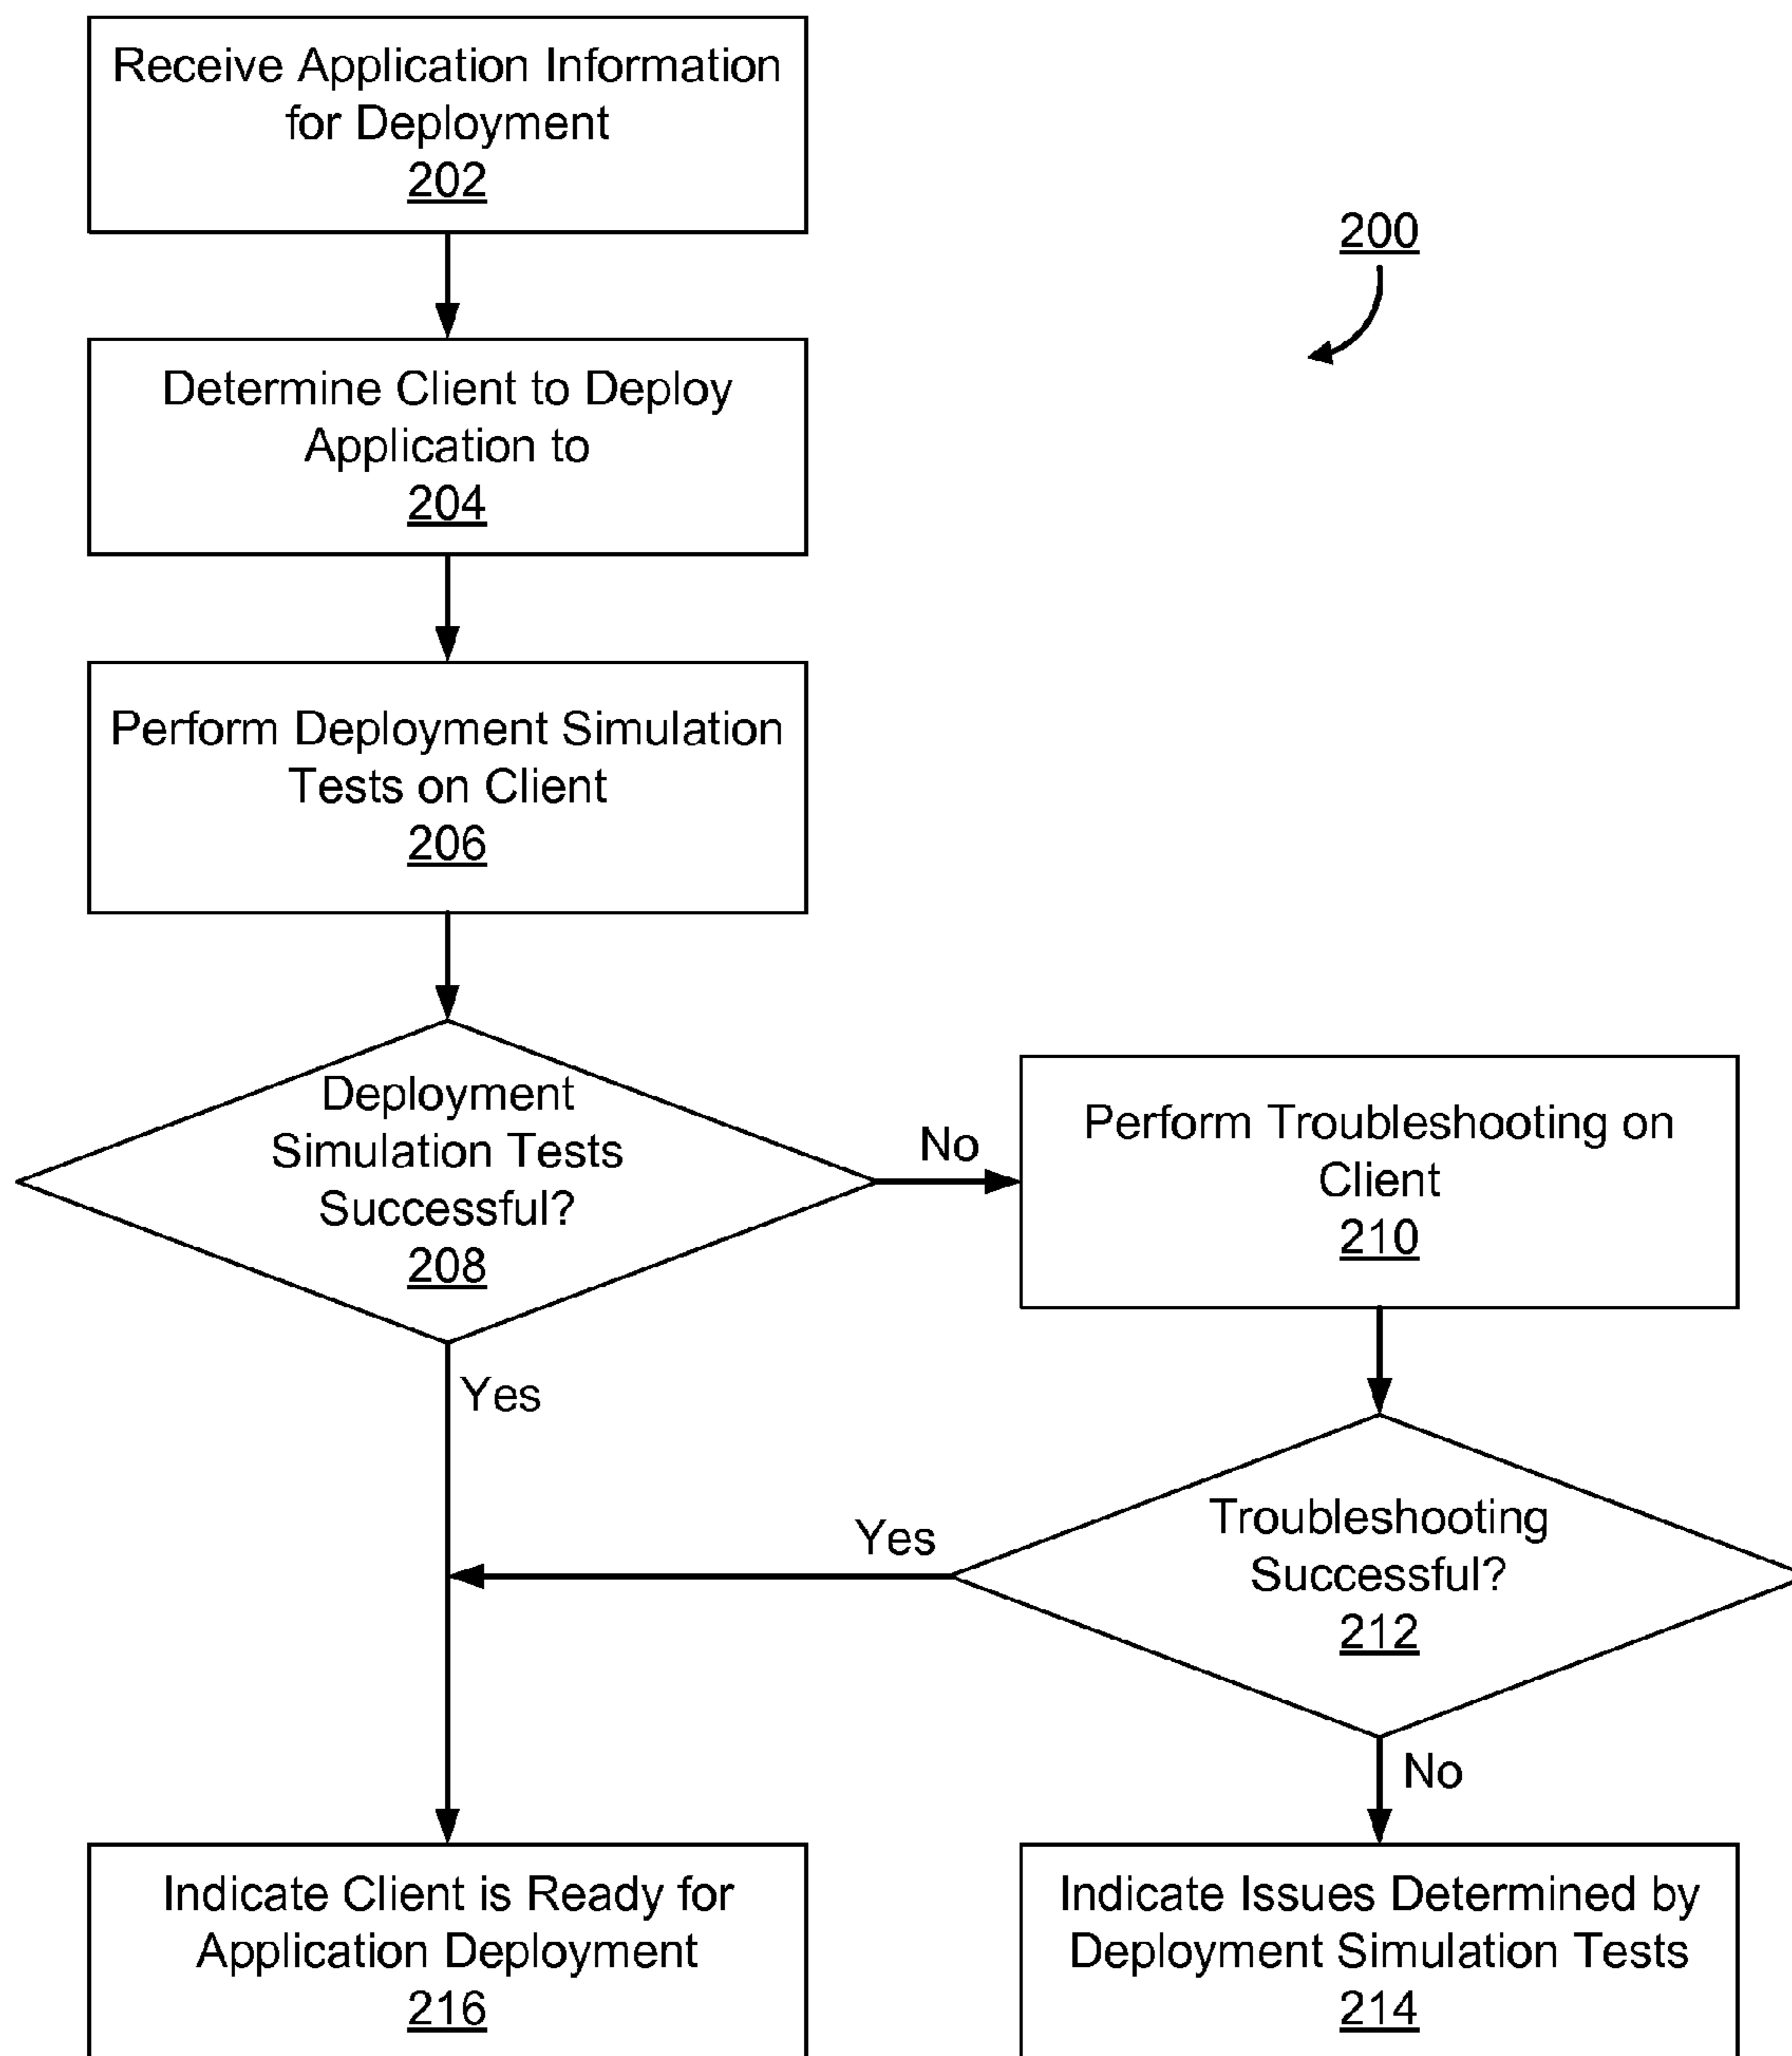 Receive Application Information
for Deployment
202
200
Determine Client to Deploy
Application to
204
Perform Deployment Simulation
Tests on Client
206
Deployment
Simulation Tests
Successful?
208
No
Perform Troubleshooting on
Client
210
Yes
Troubleshooting
Successful?
212
Yes
No
Indicate Client is Ready for
Application Deployment
216
Indicate Issues Determined by
Deployment Simulation Tests
214